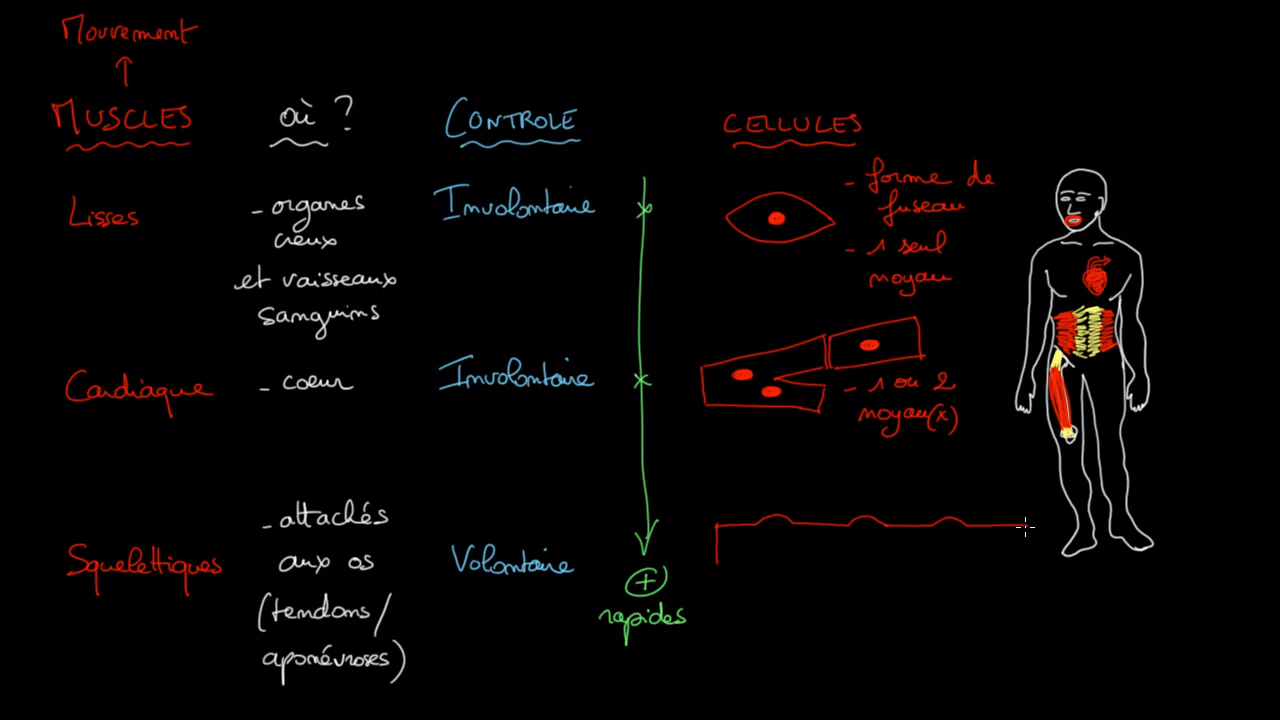 Mouvement
↑
MUSCLES
où ?
CONTROLE
CELLULES
Lisses
- organes
creux
et vaisseaux
sanguins
Involontaire
- forme de
fuseau
- 1 seul
noyau
Cardiaque
- coeur
Involontaire
- 1 ou 2
noyau(x)
Squelettiques
- attachés
aux os
(tendons/
aponévroses)
Volontaire
+
rapides